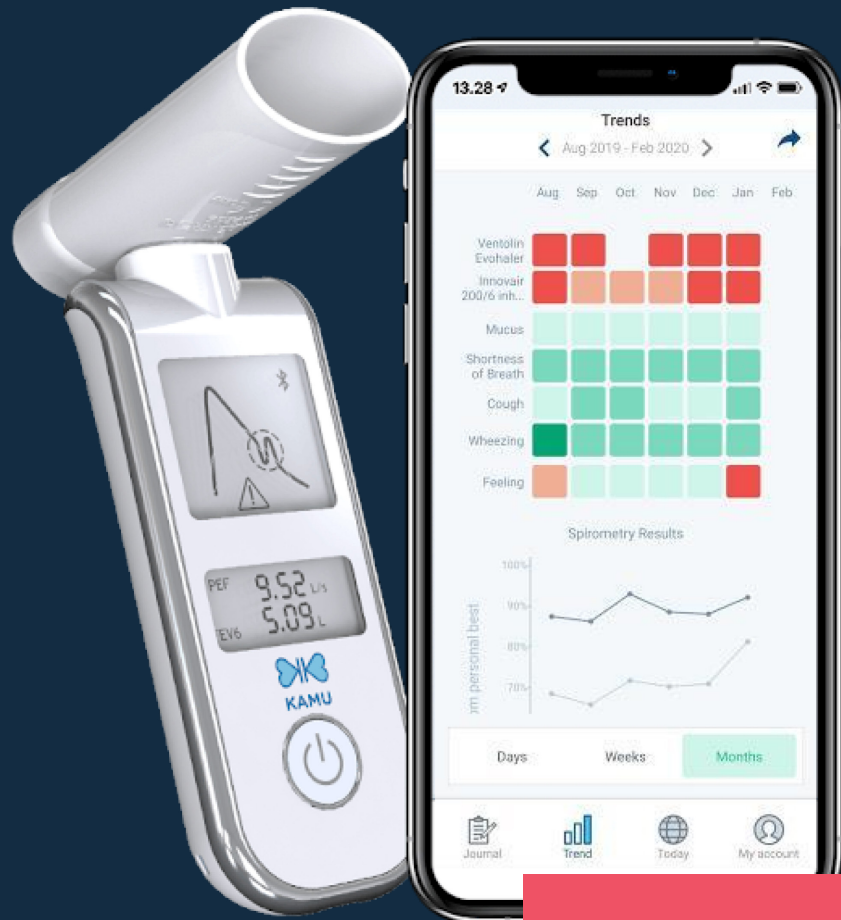 PEF 9.52 L/s
EV6 5.09 L
KAMU
13.28
Trends
Aug 2019 - Feb 2020
Aug Sep Oct Nov Dec Jan Feb
Ventolin
Evohaler
Innovair
200/6 inh...
Mucus
Shortness
of Breath
Cough
Wheezing
Feeling
Spirometry Results
100%
90%
80%
70%
om personal best
Days Weeks Months
Journal Trend Today My account